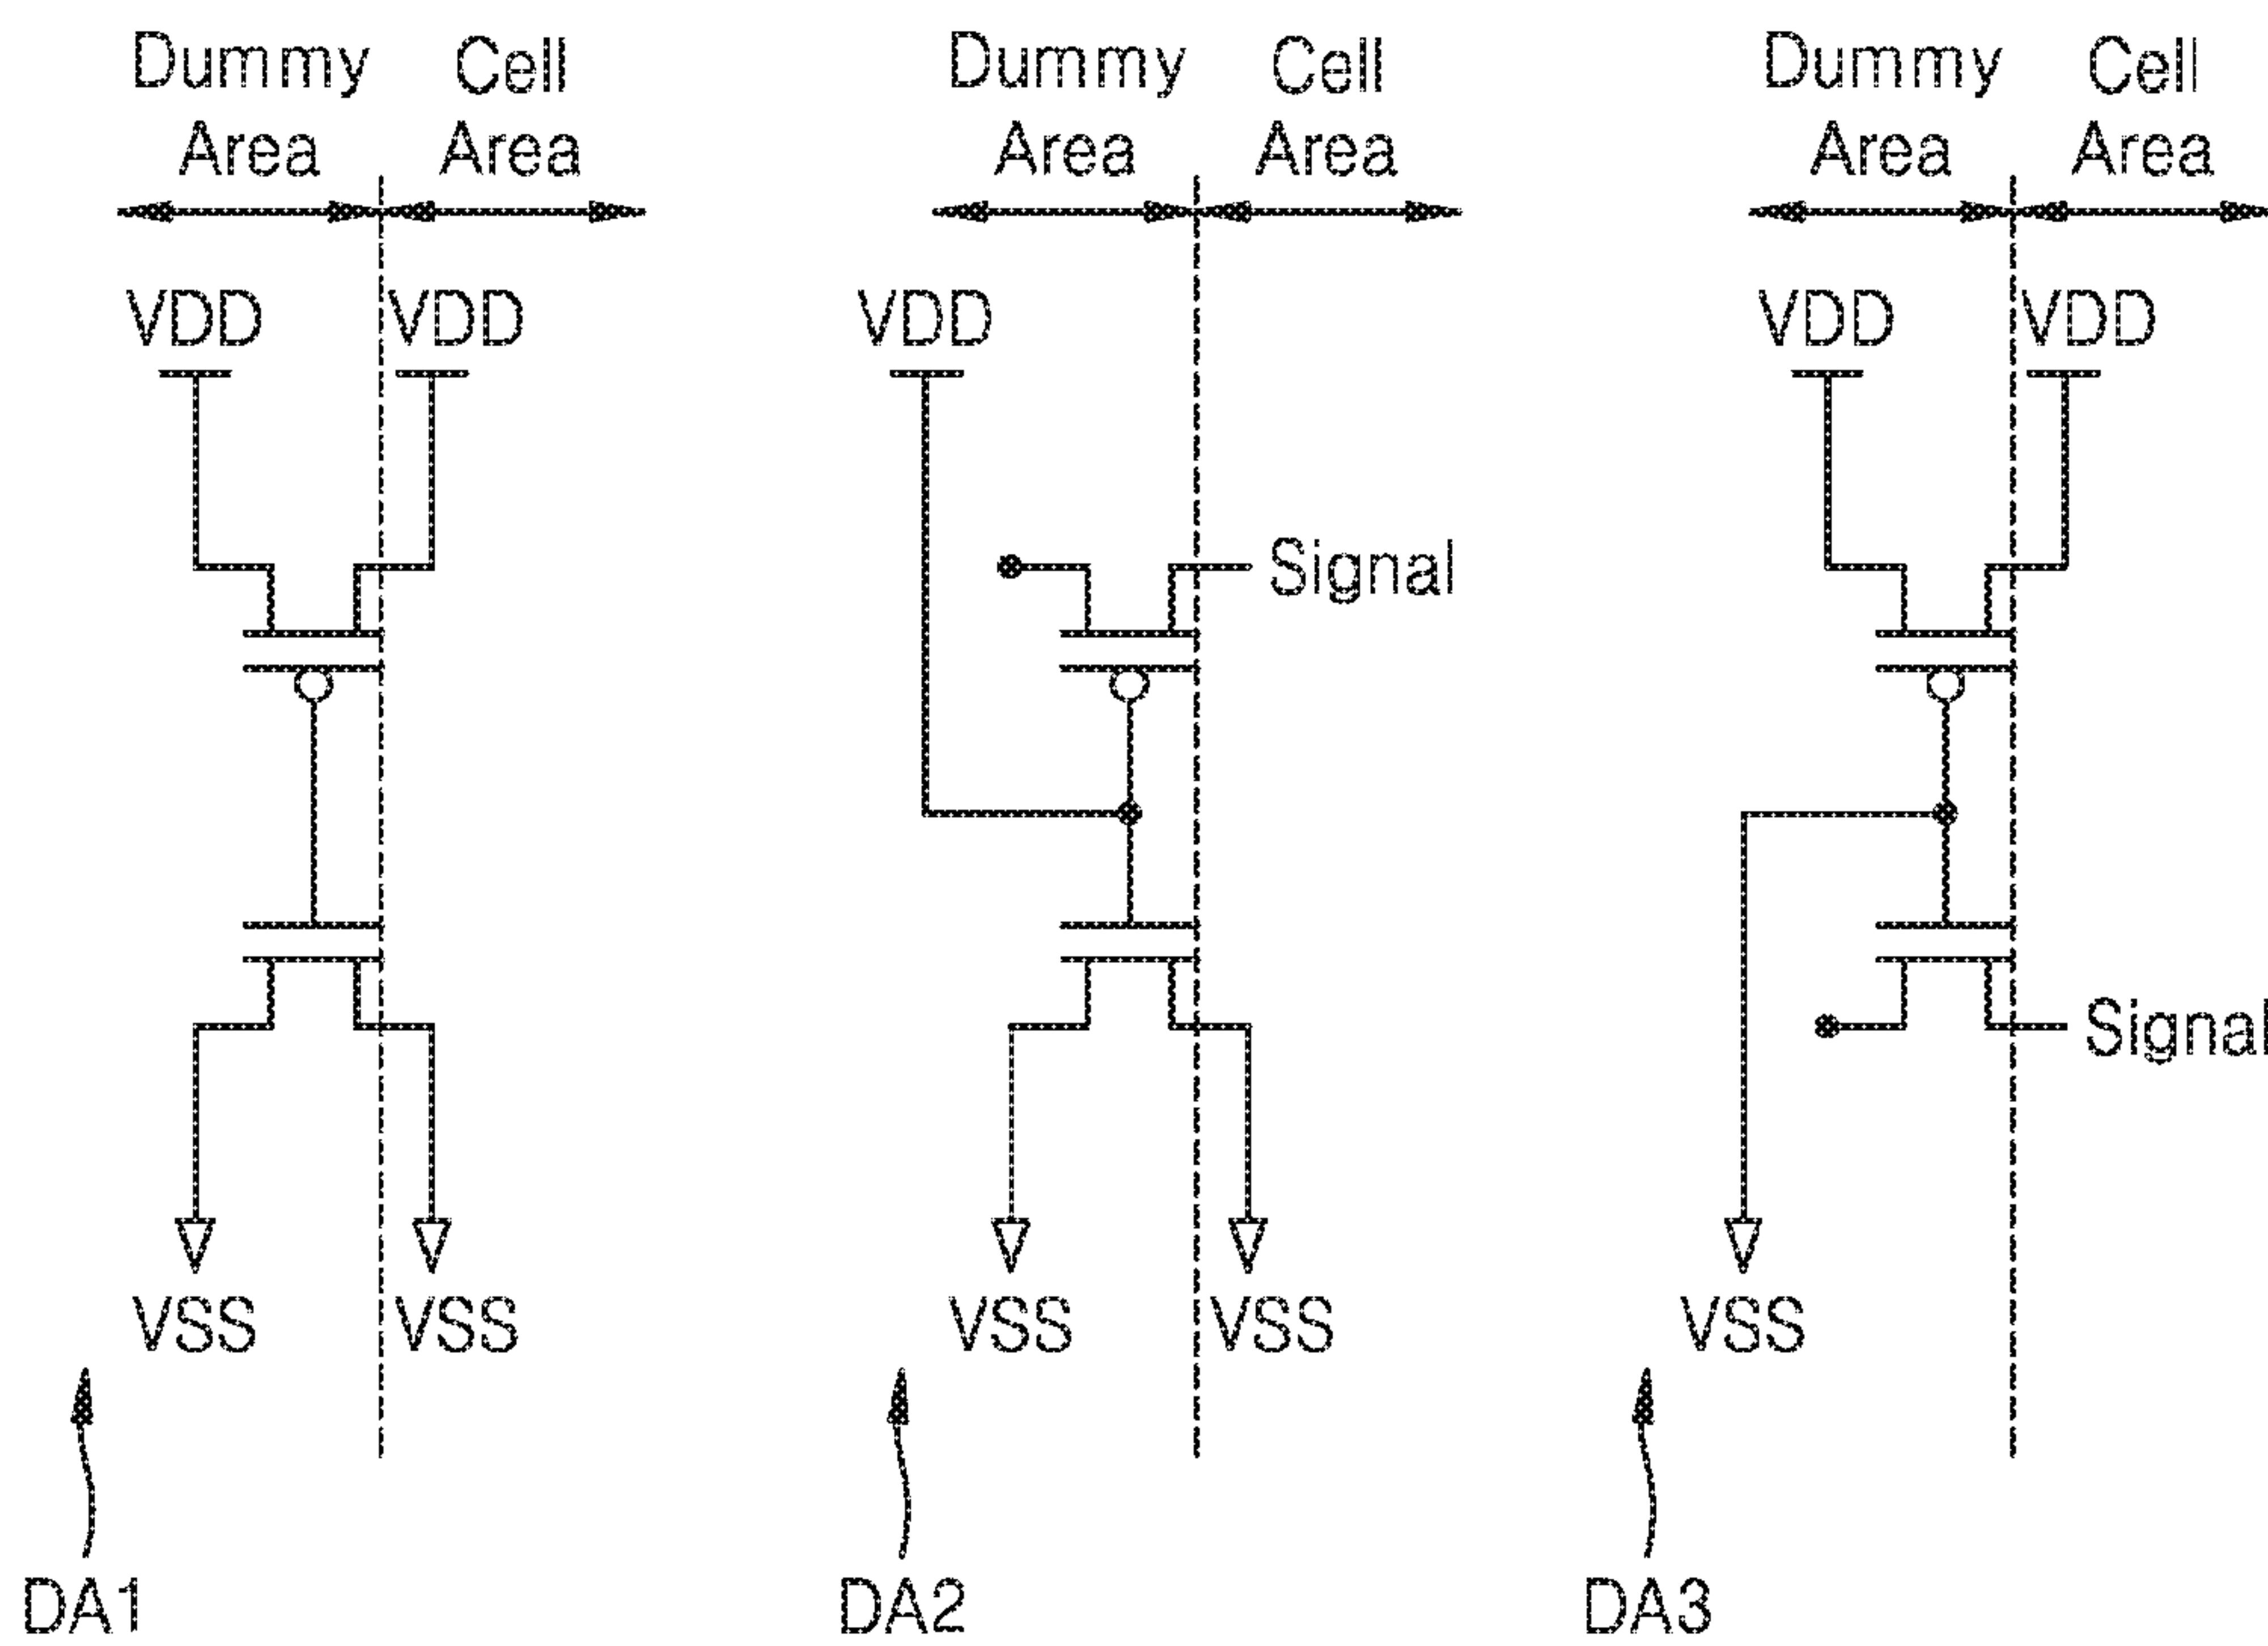 Dummy Cell Dummy Cell Dummy Cell
Area Area Area Area Area Area
VDD VDD VDD VDD VDD
Signal
Signal
VSS VSS VSS VSS VSS
DA1 DA2 DA3